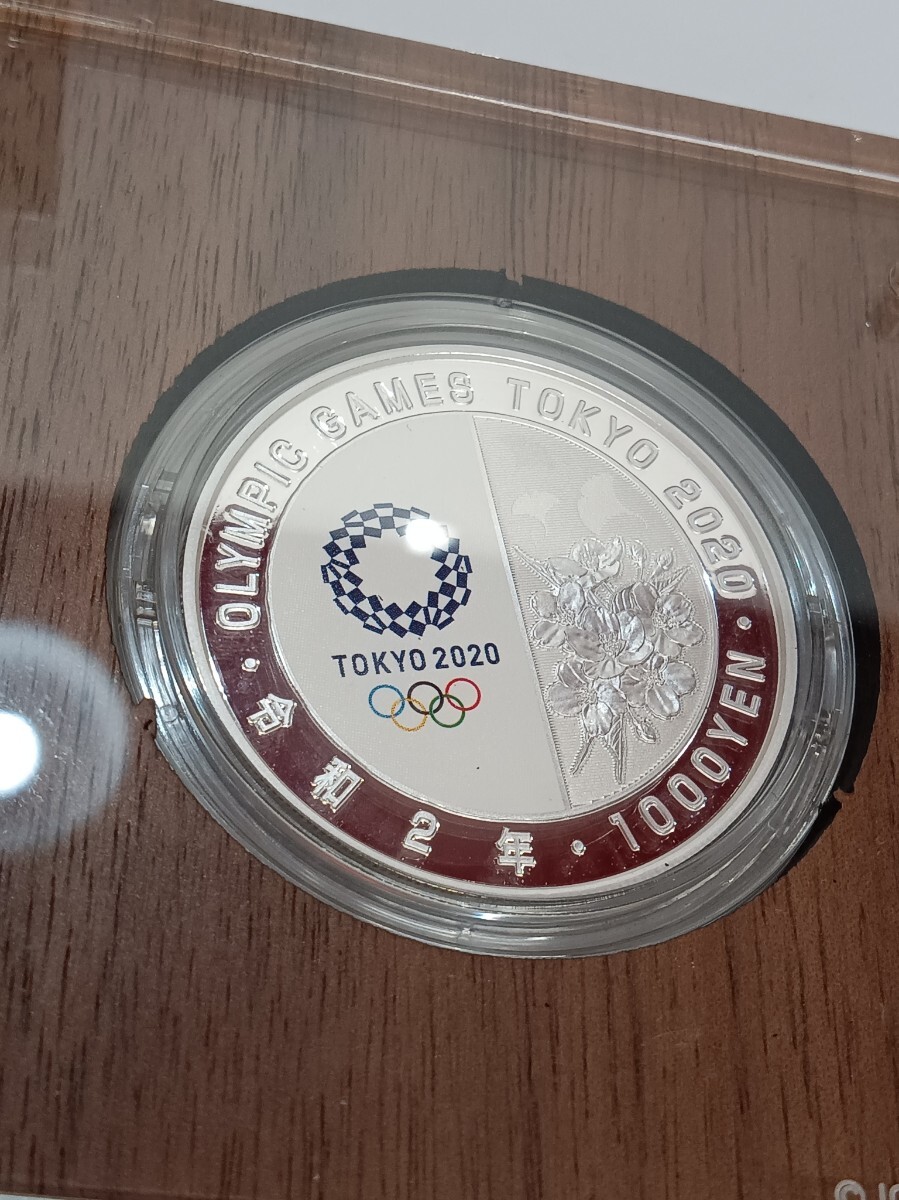 OLYMPIC GAMES TOKYO 2020
TOKYO 2020
令和2年・1000YEN